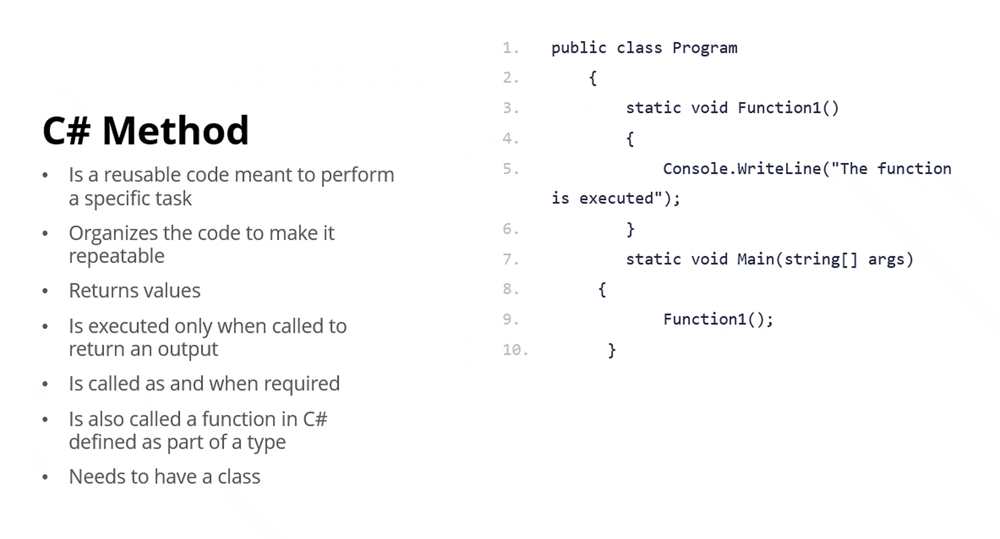 C# Method
• Is a reusable code meant to perform
a specific task
• Organizes the code to make it
repeatable
• Returns values
• Is executed only when called to
return an output
• Is called as and when required
• Is also called a function in C#
defined as part of a type
• Needs to have a class
1. public class Program
2. {
3. static void Function1()
4. {
5. Console.WriteLine("The function
is executed");
6. }
7. static void Main(string[] args)
8. {
9. Function1();
10. }